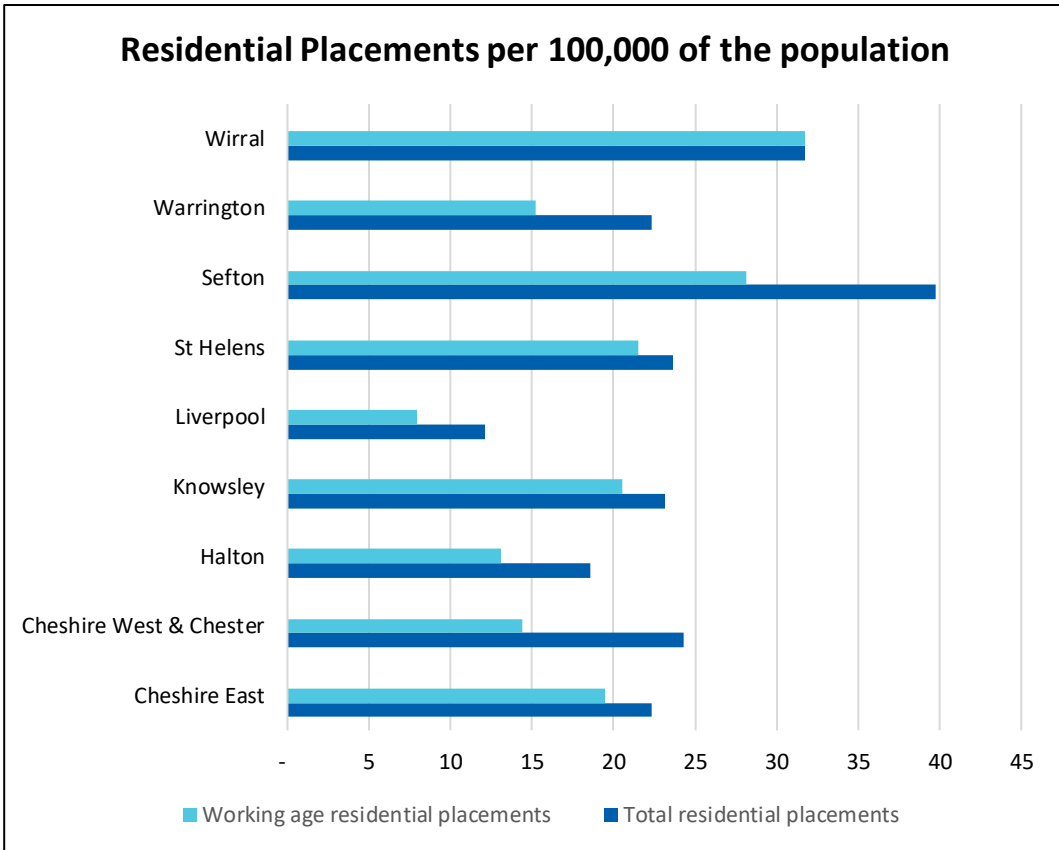 Residential Placements per 100,000 of the population
Wirral
Warrington
Sefton
St Helens
Liverpool
Knowsley
Halton
Cheshire West & Chester
Cheshire East
- 5 10 15 20 25 30 35 40 45
Working age residential placements Total residential placements